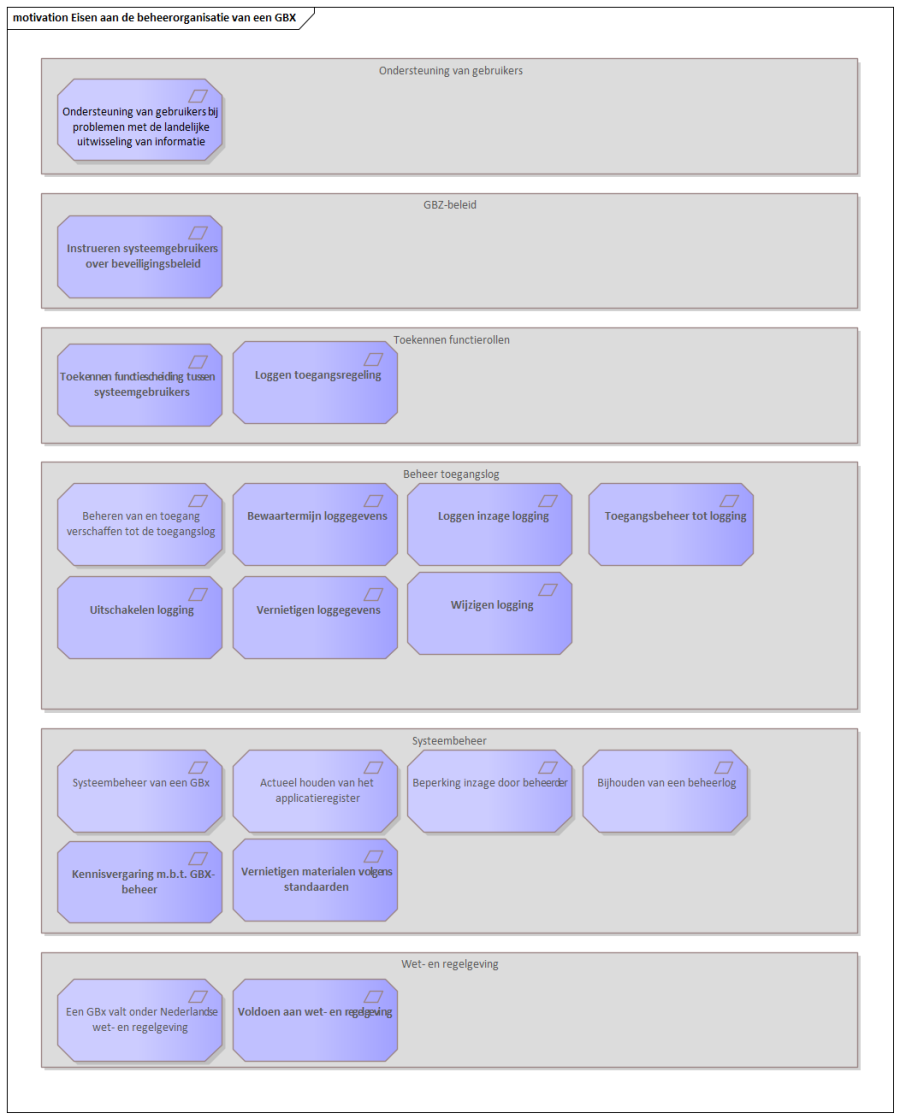 motivation Eisen aan de beheerorganisatie van een GBX
Ondersteuning van gebruikers
Ondersteuning van gebruikers bij
problemen met de landelijke
uitwisseling van informatie
GBZ-beleid
Instrueren systeemgebruikers
over beveiligingsbeleid
Toekennen functierollen
Toekennen functiescheiding tussen
systeemgebruikers
Loggen toegangsregeling
Beheer toegangslog
Beheren van en toegang
verschaffen tot de toegangslog
Bewaartermijn loggegevens
Loggen inzage logging
Toegangsbeheer tot logging
Uitschakelen logging
Vernietigen loggegevens
Wijzigen logging
Systeembeheer
Systeembeheer van een GBx
Actueel houden van het
applicatieregister
Beperking inzage door beheerder
Bijhouden van een beheerlog
Kennisvergaring m.b.t. GBX-
beheer
Vernietigen materialen volgens
standaarden
Wet- en regelgeving
Een GBx valt onder Nederlandse
wet- en regelgeving
Voldoen aan wet- en regelgeving